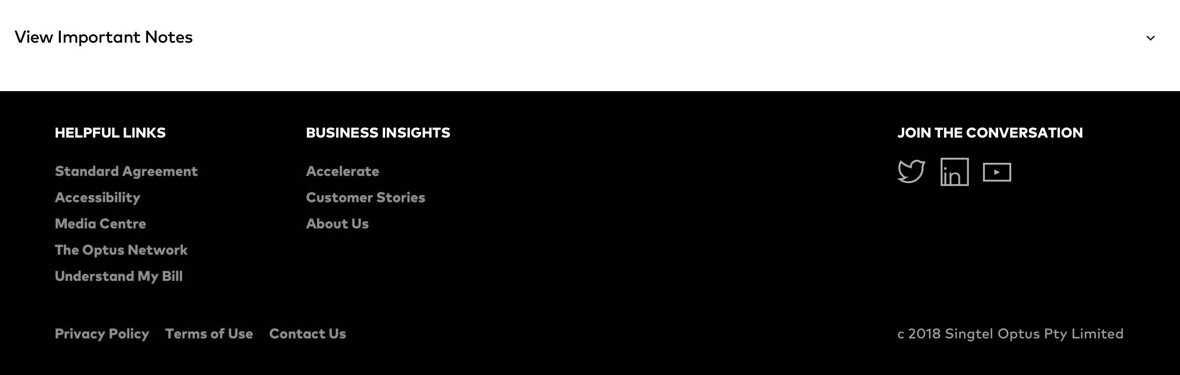 View Important Notes
HELPFUL LINKS
Standard Agreement
Accessibility
Media Centre
The Optus Network
Understand My Bill
BUSINESS INSIGHTS
Accelerate
Customer Stories
About Us
JOIN THE CONVERSATION
in
Privacy Policy Terms of Use Contact Us
c 2018 Singtel Optus Pty Limited